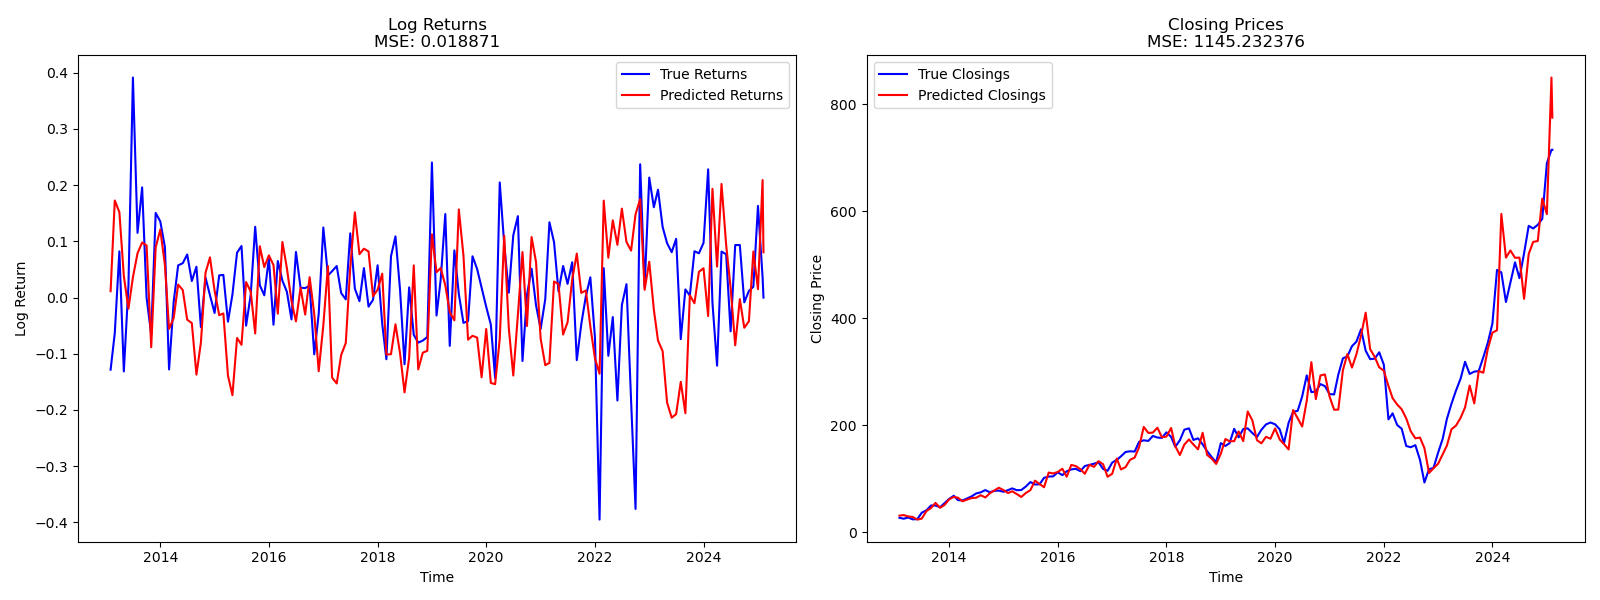 Log Returns
MSE: 0.018871
True Returns
Predicted Returns
0.4
0.3
0.2
0.1
0.0
−0.1
−0.2
−0.3
−0.4
Log Return
2014 2016 2018 2020 2022 2024
Time
Closing Prices
MSE: 1145.232376
True Closings
Predicted Closings
800
600
400
200
0
Closing Price
2014 2016 2018 2020 2022 2024
Time